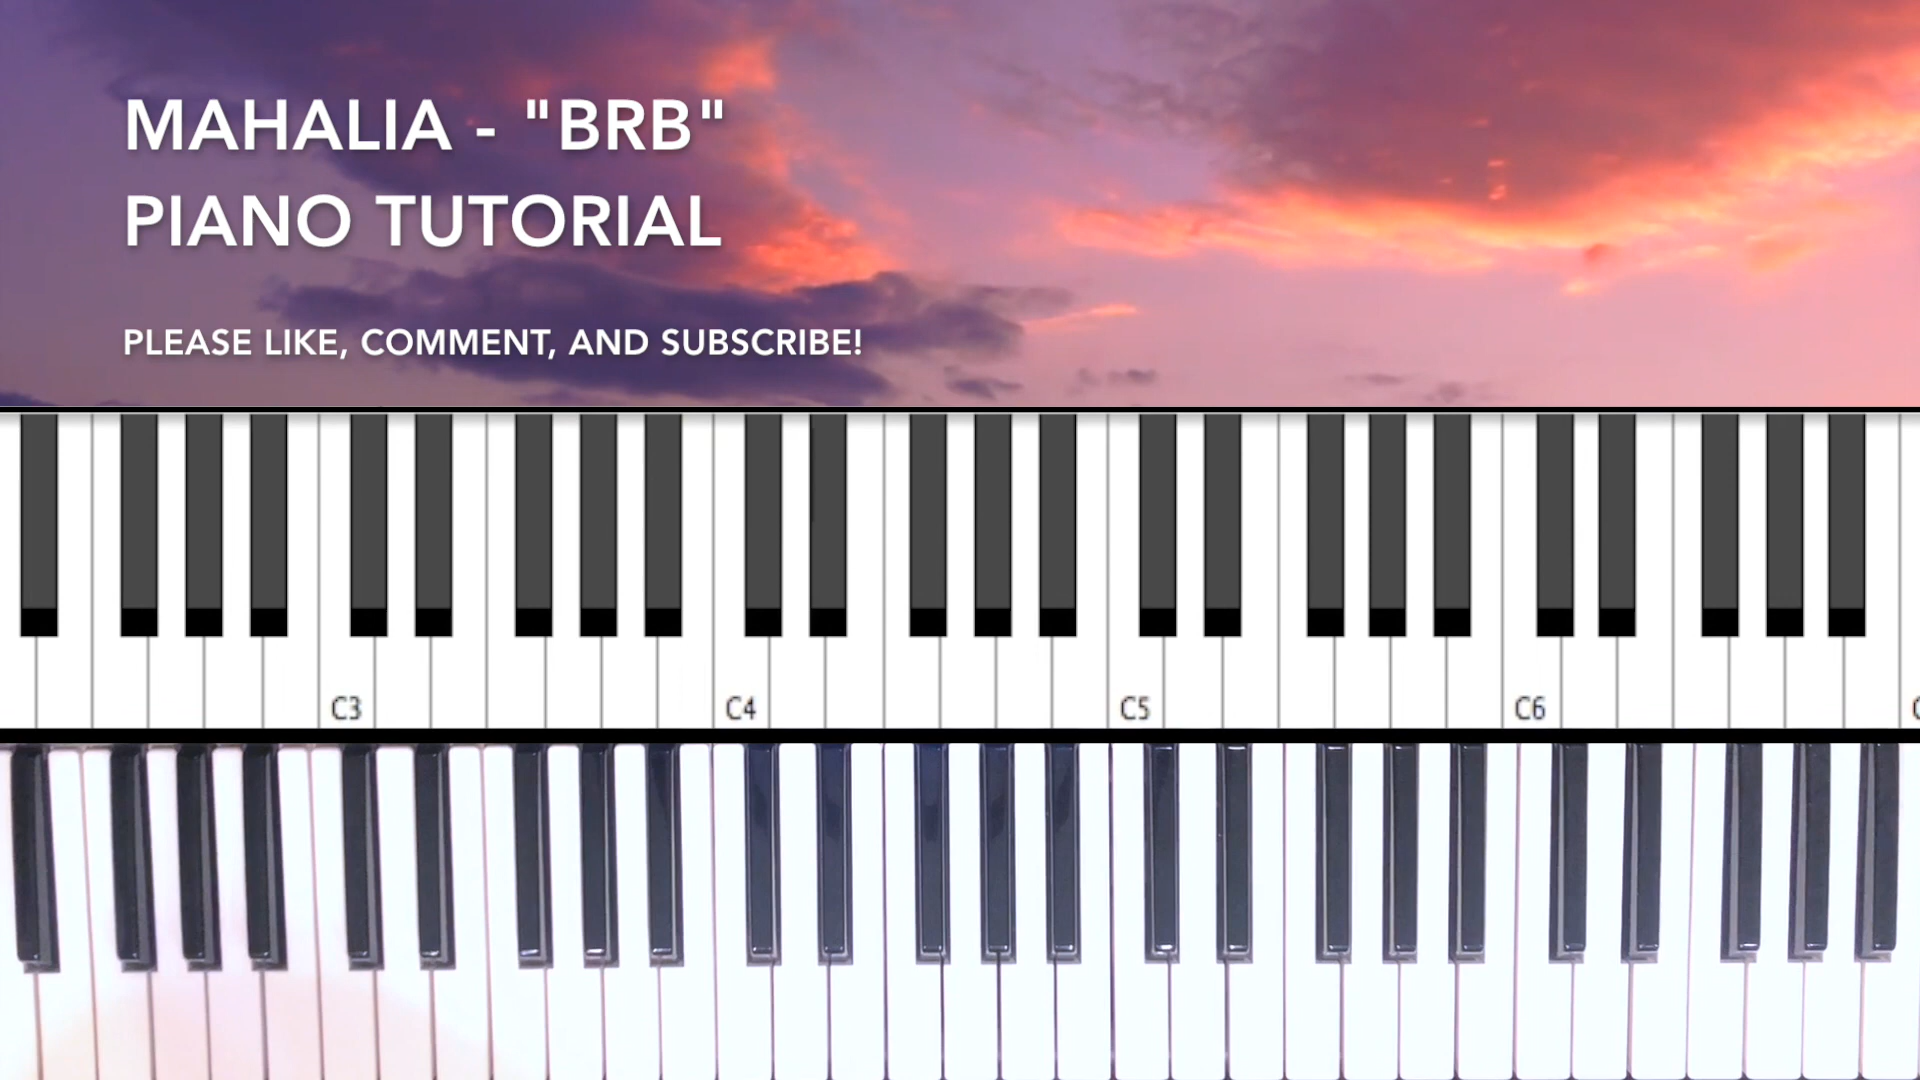 MAHALIA - "BRB"
PIANO TUTORIAL
PLEASE LIKE, COMMENT, AND SUBSCRIBE!
C3 C4 C5 C6